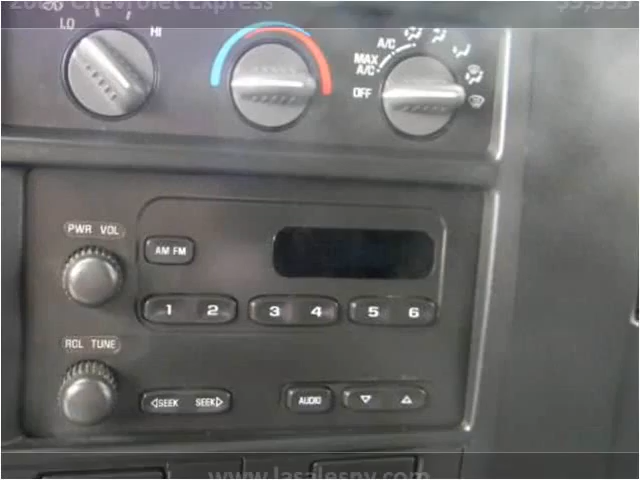 Chevrolet Express
LO HI
A/C
MAX A/C
OFF
PWR VOL
AM FM
1 2 3 4 5 6
RCL TUNE
SEEK SEEK AUDIO
www.lasalesny.com